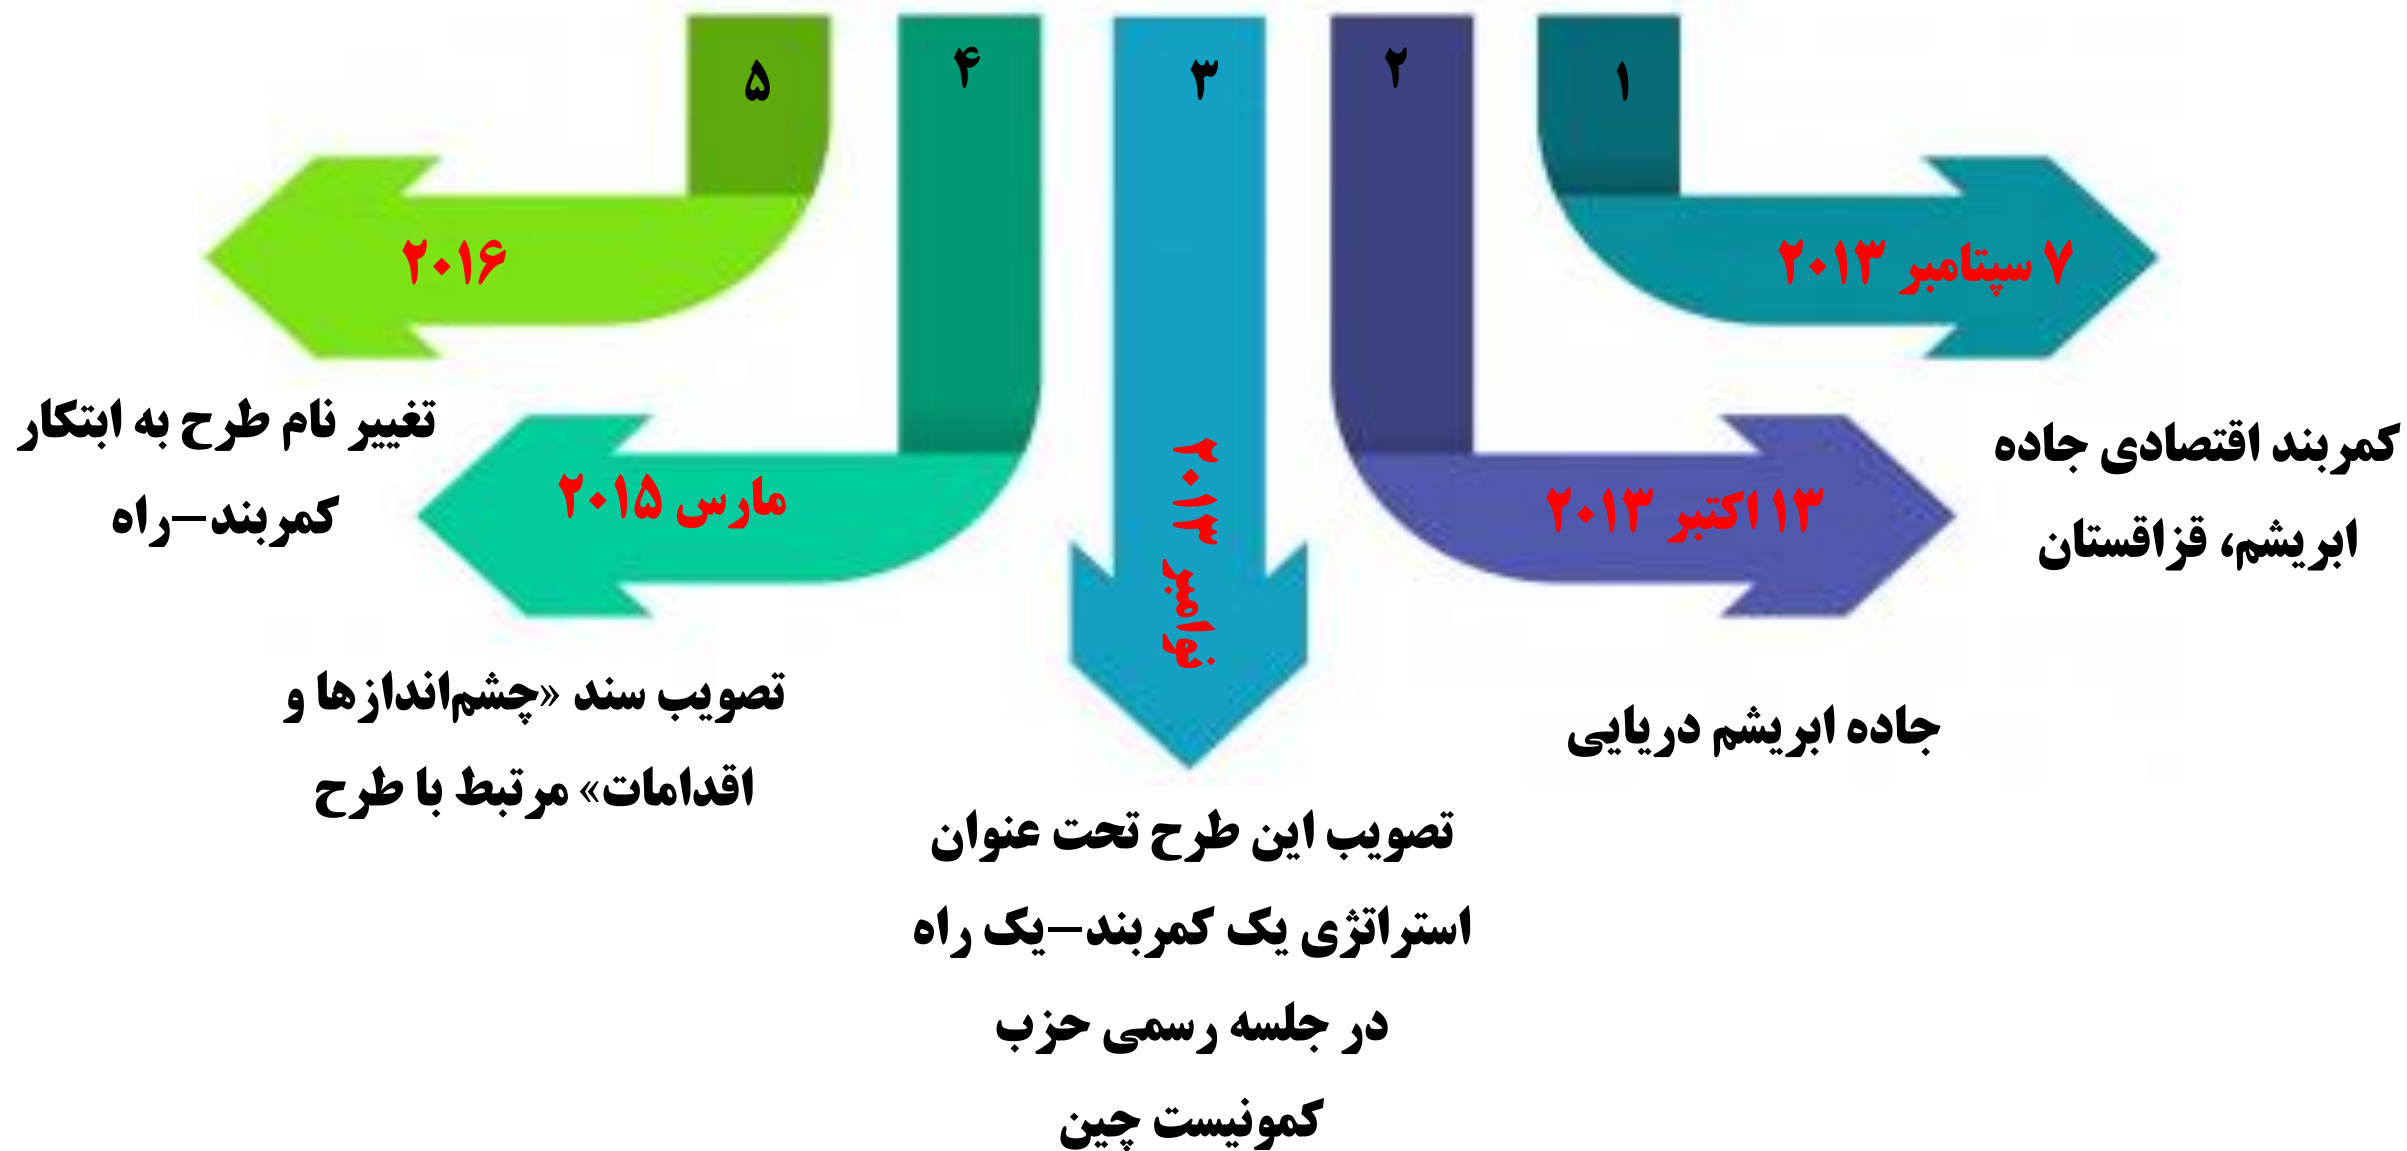 ۱
۷ سپتامبر ۲۰۱۳
کمربند اقتصادی جاده
ابریشم، قزاقستان
۲
۱۳ اکتبر ۲۰۱۳
جاده ابریشم دریایی
۳
نوامبر ۲۰۱۳
تصویب این طرح تحت عنوان
استراتژی یک کمربند–یک راه
در جلسه رسمی حزب
کمونیست چین
۴
مارس ۲۰۱۵
تصویب سند «چشم‌اندازها و
اقدامات» مرتبط با طرح
۵
۲۰۱۶
تغییر نام طرح به ابتکار
کمربند–راه